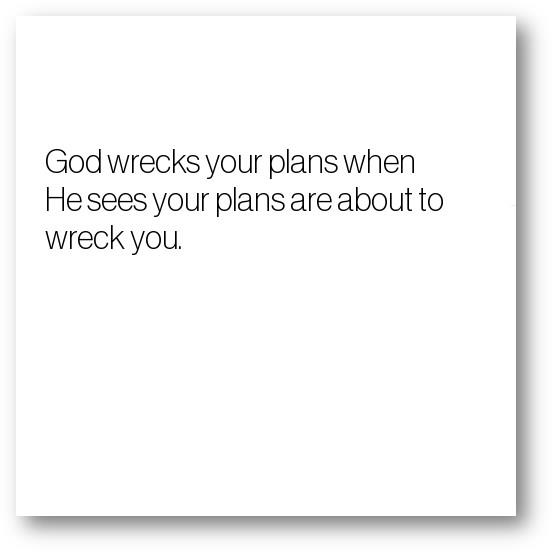 God wrecks your plans when
He sees your plans are about to
wreck you.